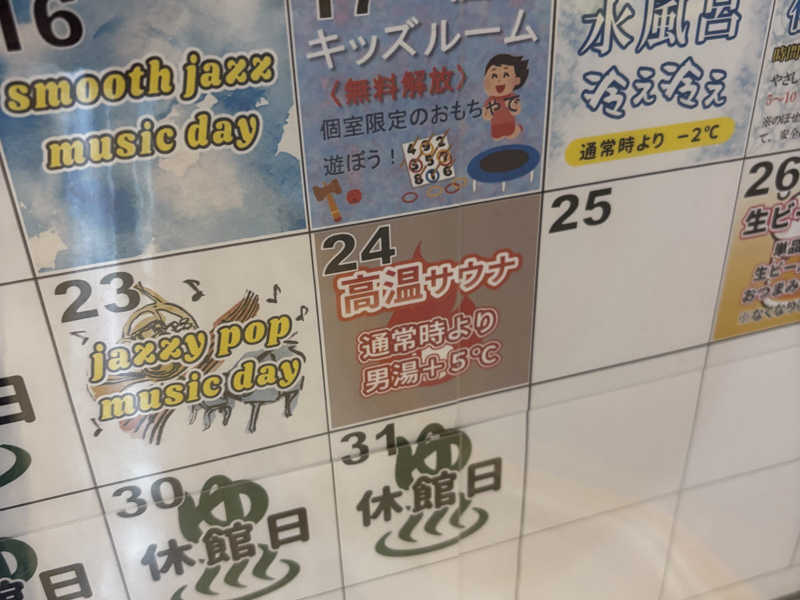 16
smooth jazz
music day
17
キッズルーム
〈無料解放〉
個室限定のおもちゃで
遊ぼう！
水風呂
冷え冷え
通常時より －2℃
23
jazzy pop
music day
24
高温サウナ
通常時より
男湯＋5℃
25
26
30
ゆ
休館日
31
ゆ
休館日